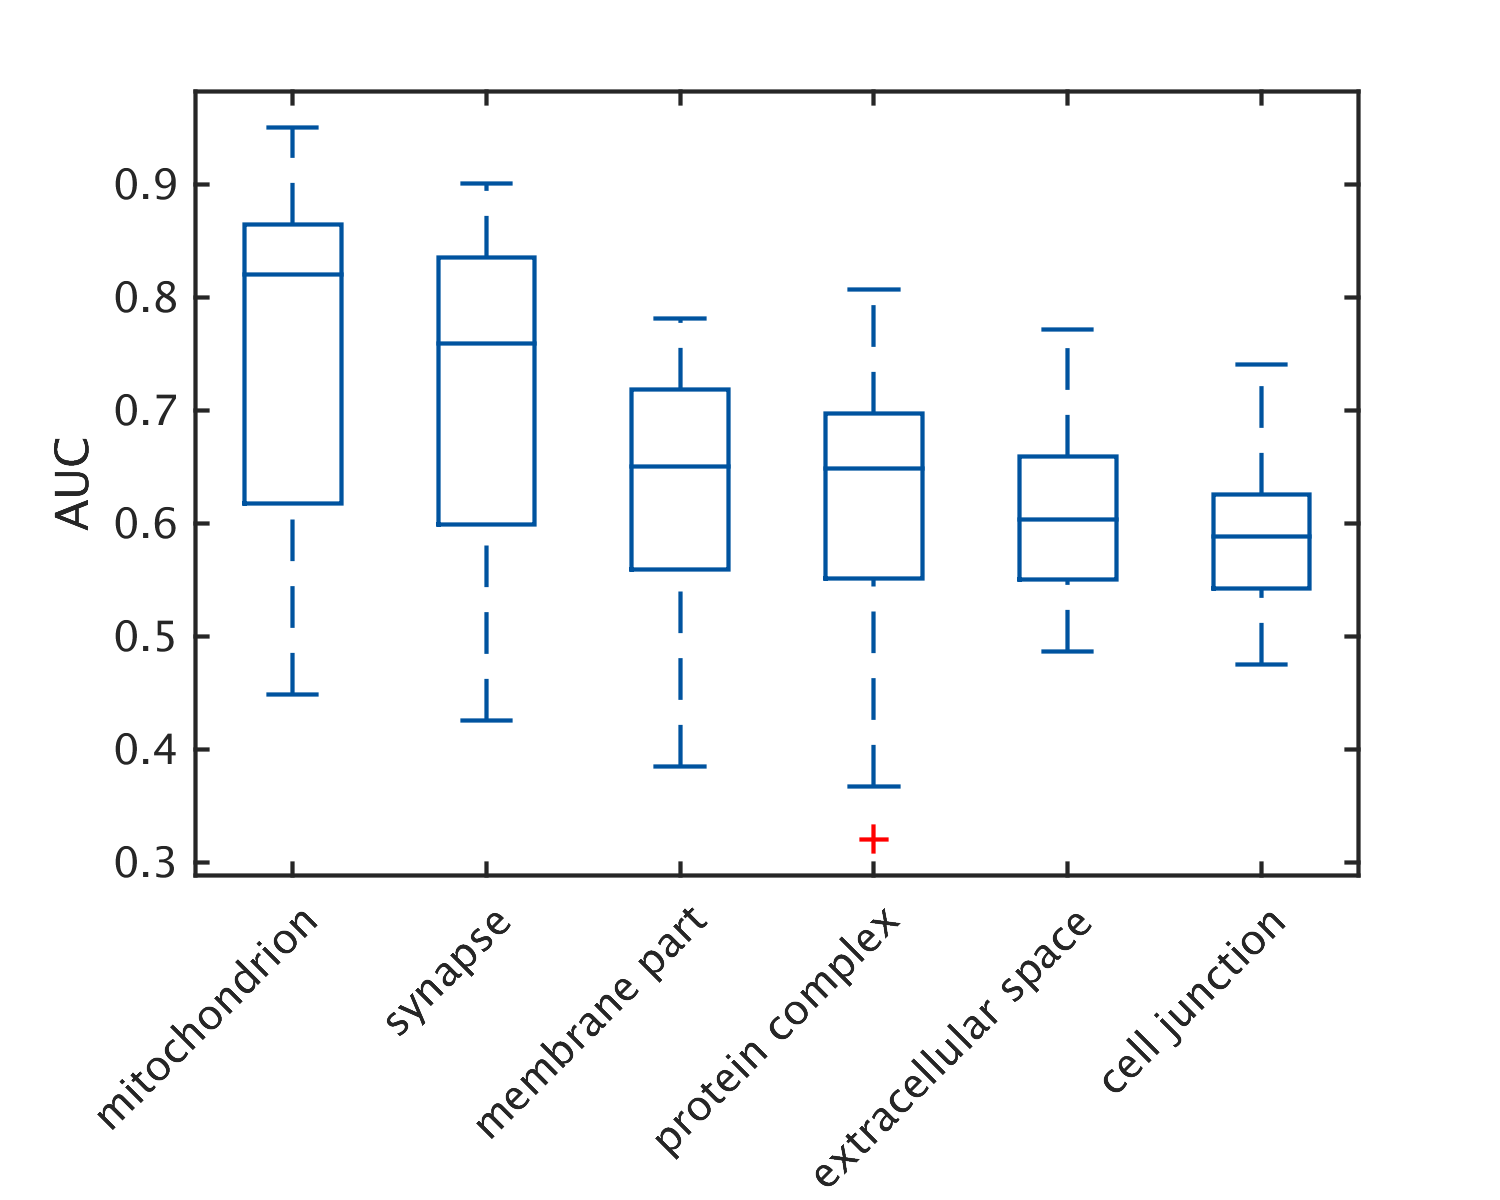 AUC
0.9
0.8
0.7
0.6
0.5
0.4
0.3
mitochondrion
synapse
membrane part
protein complex
extracellular space
cell junction